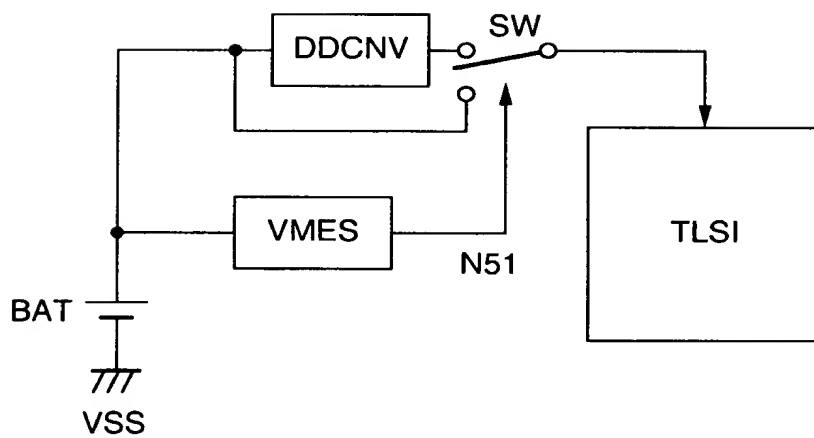 SW
DDCNV
VMES
TLSI
N51
BAT
VSS